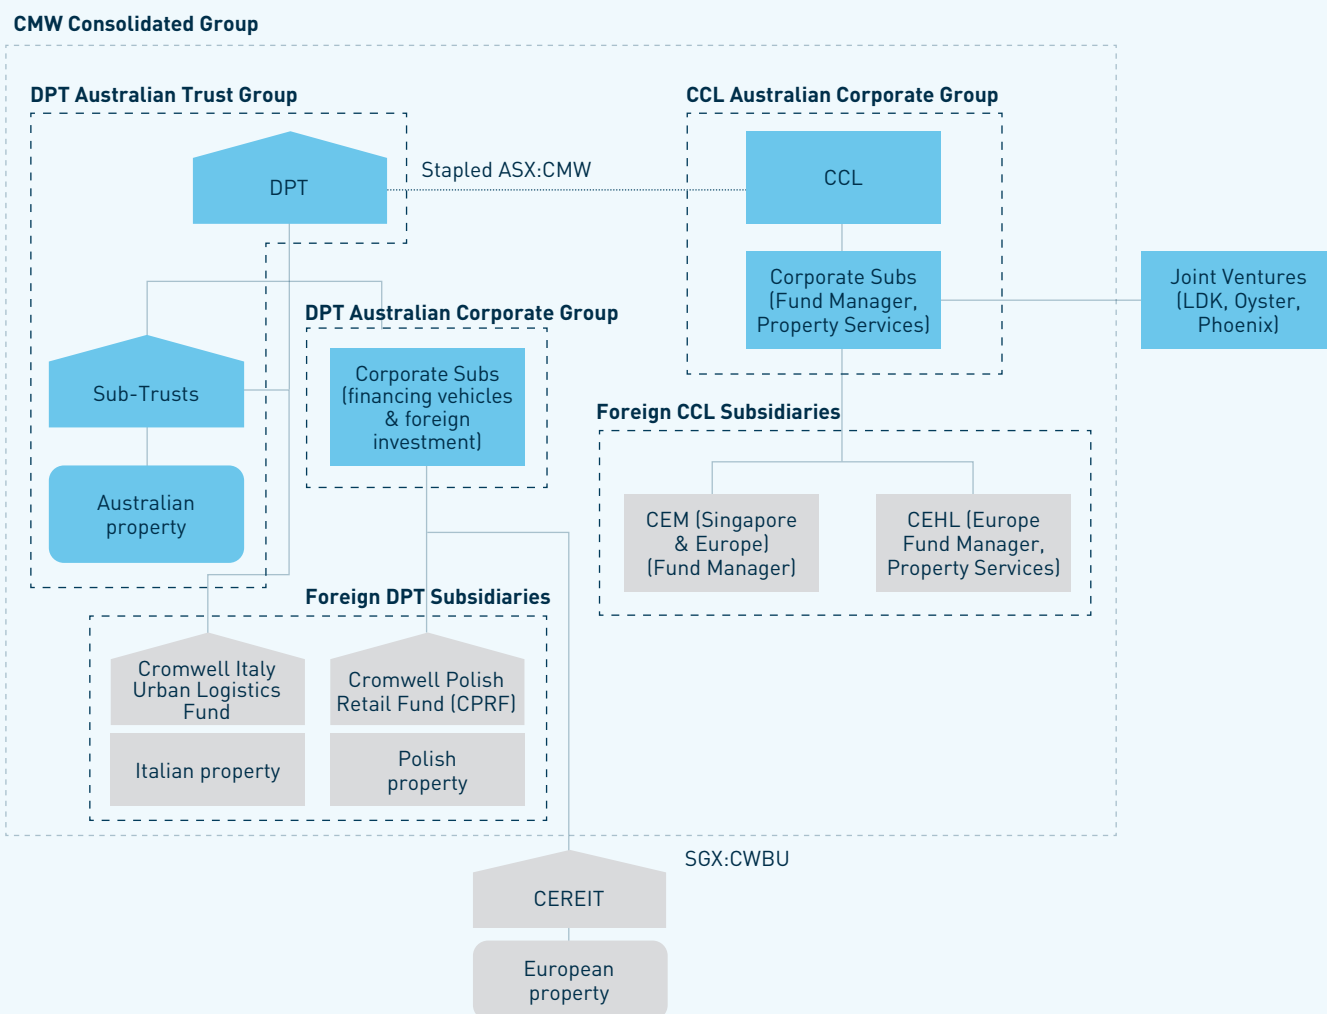 CMW Consolidated Group
DPT Australian Trust Group
CCL Australian Corporate Group
DPT
Stapled ASX:CMW
CCL
Corporate Subs
(Fund Manager,
Property Services)
Joint Ventures
(LDK, Oyster,
Phoenix)
DPT Australian Corporate Group
Sub-Trusts
Corporate Subs
(financing vehicles
& foreign
investment)
Foreign CCL Subsidiaries
Australian
property
CEM (Singapore
& Europe)
(Fund Manager)
CEHL (Europe
Fund Manager,
Property Services)
Foreign DPT Subsidiaries
Cromwell Italy
Urban Logistics
Fund
Cromwell Polish
Retail Fund (CPRF)
Italian property
Polish
property
SGX:CWBU
CEREIT
European
property